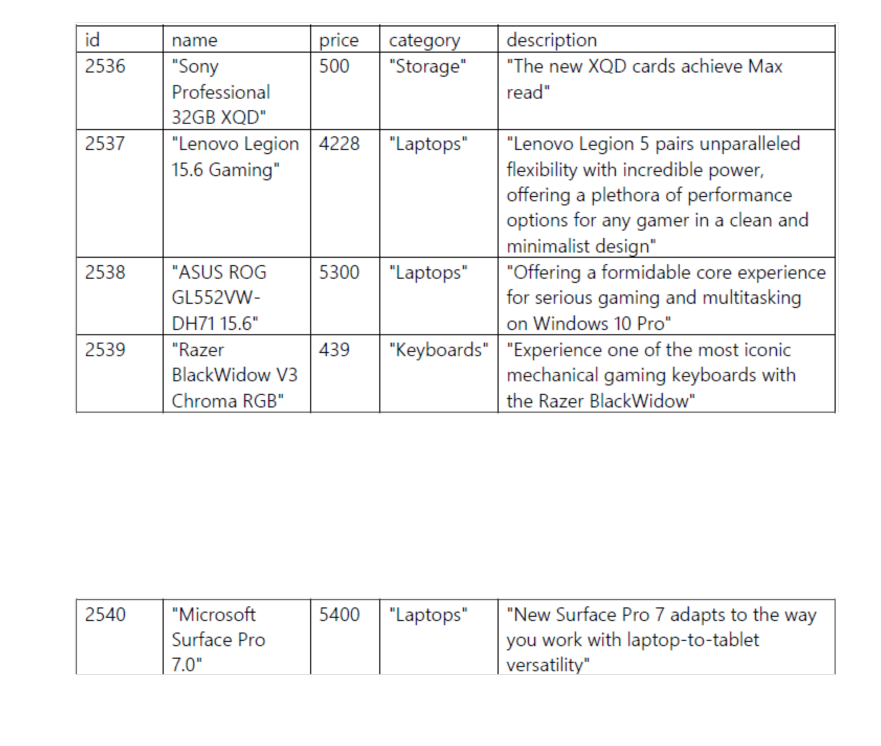 id name price category description
2536 "Sony 500 "Storage" "The new XQD cards achieve Max
Professional read"
32GB XQD"
2537 "Lenovo Legion 4228 "Laptops" "Lenovo Legion 5 pairs unparalleled
15.6 Gaming" flexibility with incredible power,
offering a plethora of performance
options for any gamer in a clean and
minimalist design"
2538 "ASUS ROG 5300 "Laptops" "Offering a formidable core experience
GL552VW- for serious gaming and multitasking
DH71 15.6" on Windows 10 Pro"
2539 "Razer 439 "Keyboards" "Experience one of the most iconic
BlackWidow V3 mechanical gaming keyboards with
Chroma RGB" the Razer BlackWidow"
2540 "Microsoft 5400 "Laptops" "New Surface Pro 7 adapts to the way
Surface Pro you work with laptop-to-tablet
7.0" versatility"